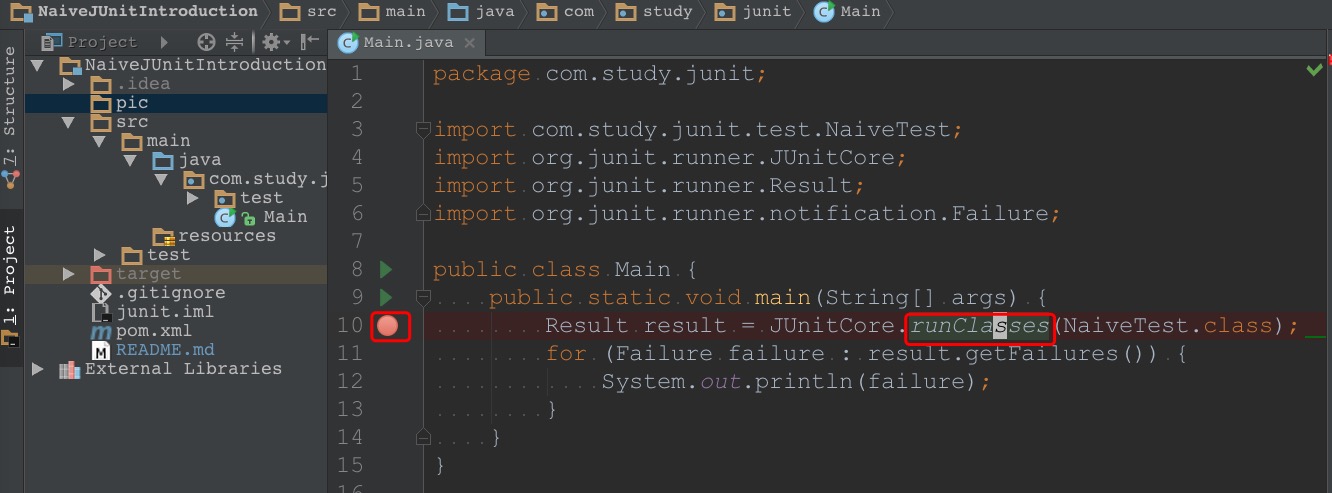 NaiveJUnitIntroduction src main java com study junit Main
Project
Main.java
7: Structure
1: Project
NaiveJUnitIntroduction
.idea
pic
src
main
java
com.study.j
test
Main
resources
test
target
.gitignore
junit.iml
pom.xml
README.md
External Libraries
1 package com.study.junit;
2
3 import com.study.junit.test.NaiveTest;
4 import org.junit.runner.JUnitCore;
5 import org.junit.runner.Result;
6 import org.junit.runner.notification.Failure;
7
8 public class Main {
9 public static void main(String[] args) {
10 Result result = JUnitCore.runClasses(NaiveTest.class);
11 for (Failure failure : result.getFailures()) {
12 System.out.println(failure);
13 }
14 }
15 }
16